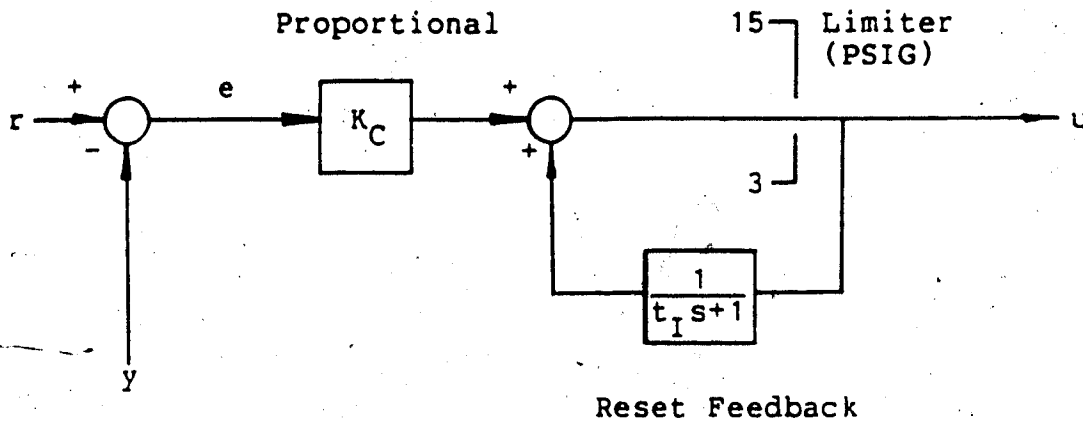 Proportional
15 Limiter
(PSIG)
+
e
+
r
K_C
u
-
+
3
1
t_I s+1
y
Reset Feedback